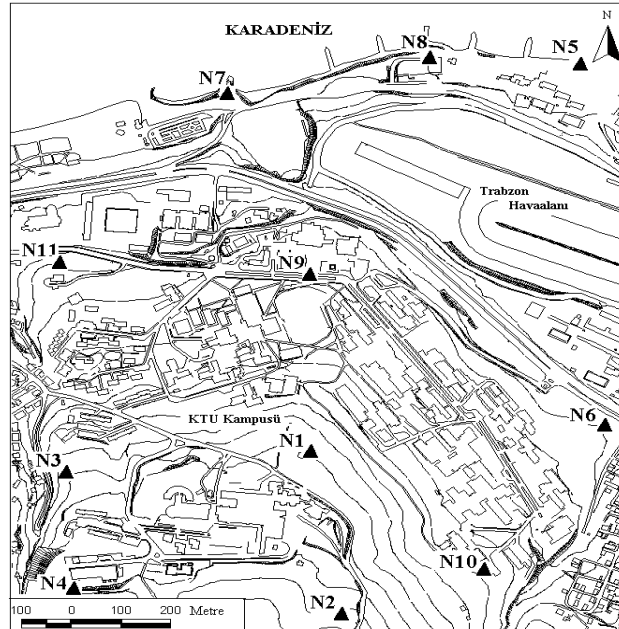 KARADENİZ
N
N8
N5
N7
Trabzon
Havaalanı
N11
N9
KTU Kampusü
N6
N1
N3
N10
N4
N2
100 0 100 200 Metre